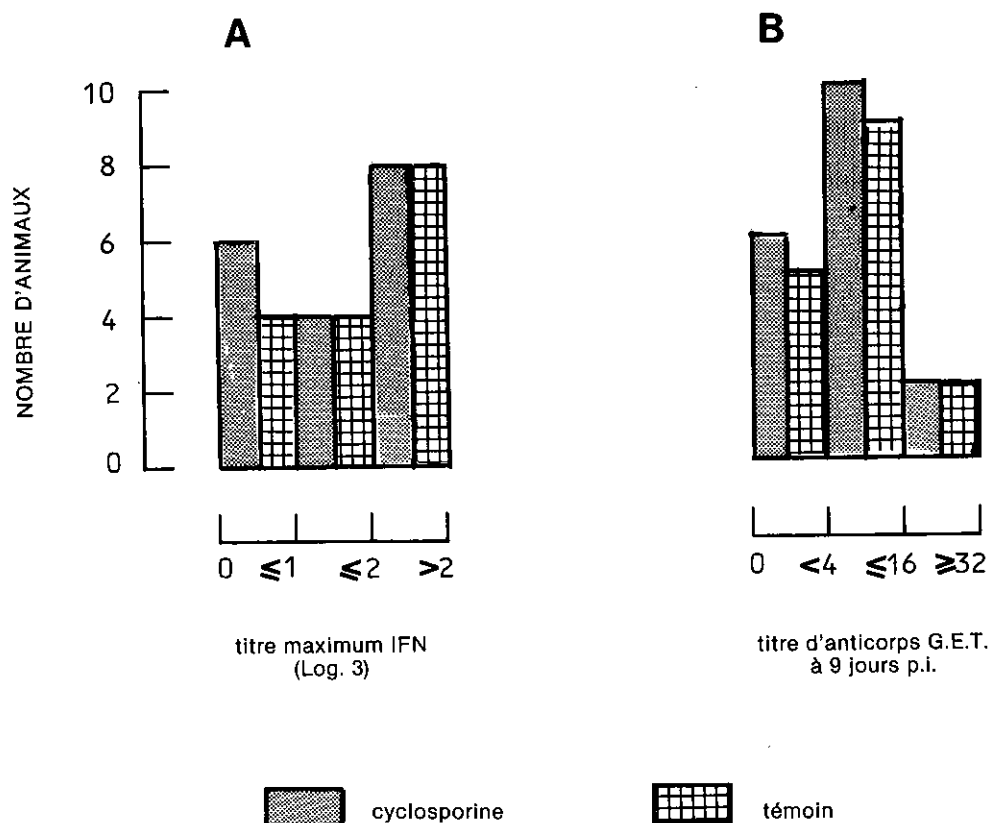 A
B
10
8
6
4
2
0
NOMBRE D'ANIMAUX
0 ⩽1 ⩽2 >2
0 <4 ⩽16 ⩾32
titre maximum IFN
(Log. 3)
titre d'anticorps G.E.T.
à 9 jours p.i.
cyclosporine
témoin